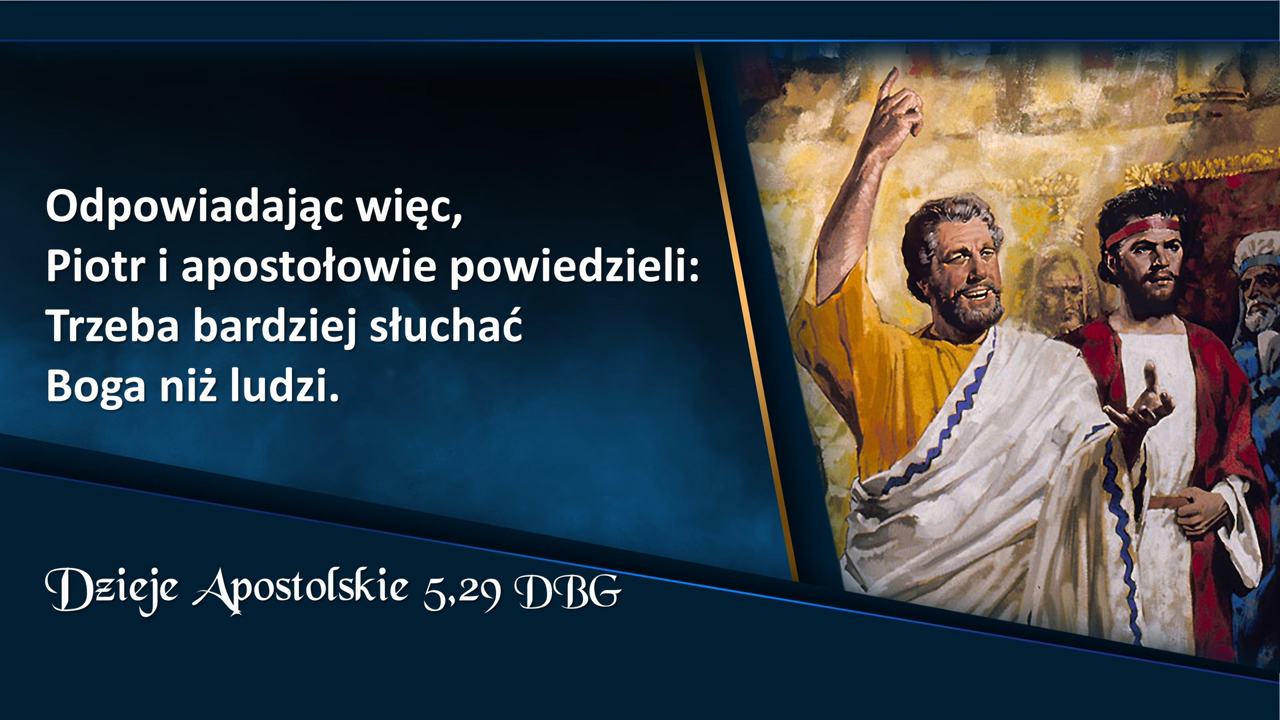 Odpowiadając więc,
Piotr i apostołowie powiedzieli:
Trzeba bardziej słuchać
Boga niż ludzi.
Dzieje Apostolskie 5,29 DBG